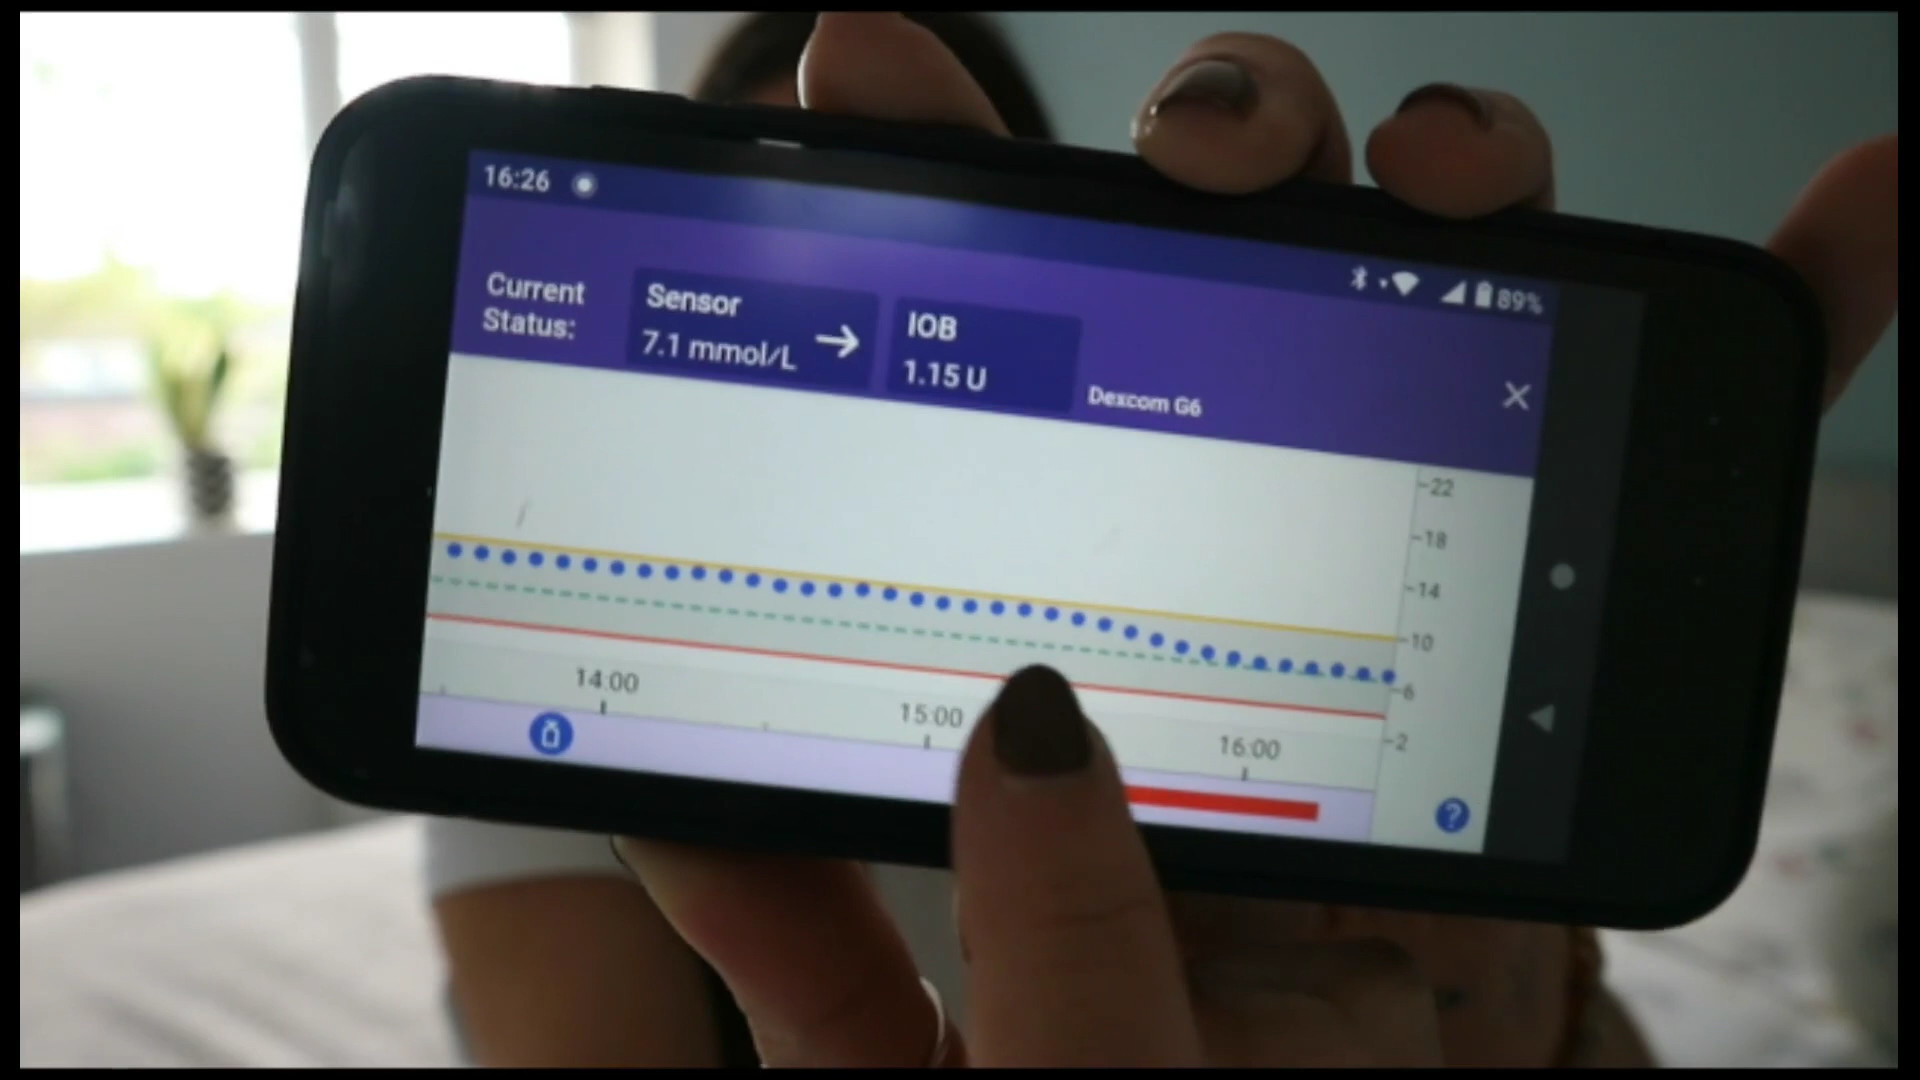 16:26
89%
Current
Status:
Sensor
7.1 mmol/L
IOB
1.15 U
Dexcom G6
22
18
14
10
6
2
14:00
15:00
16:00
?